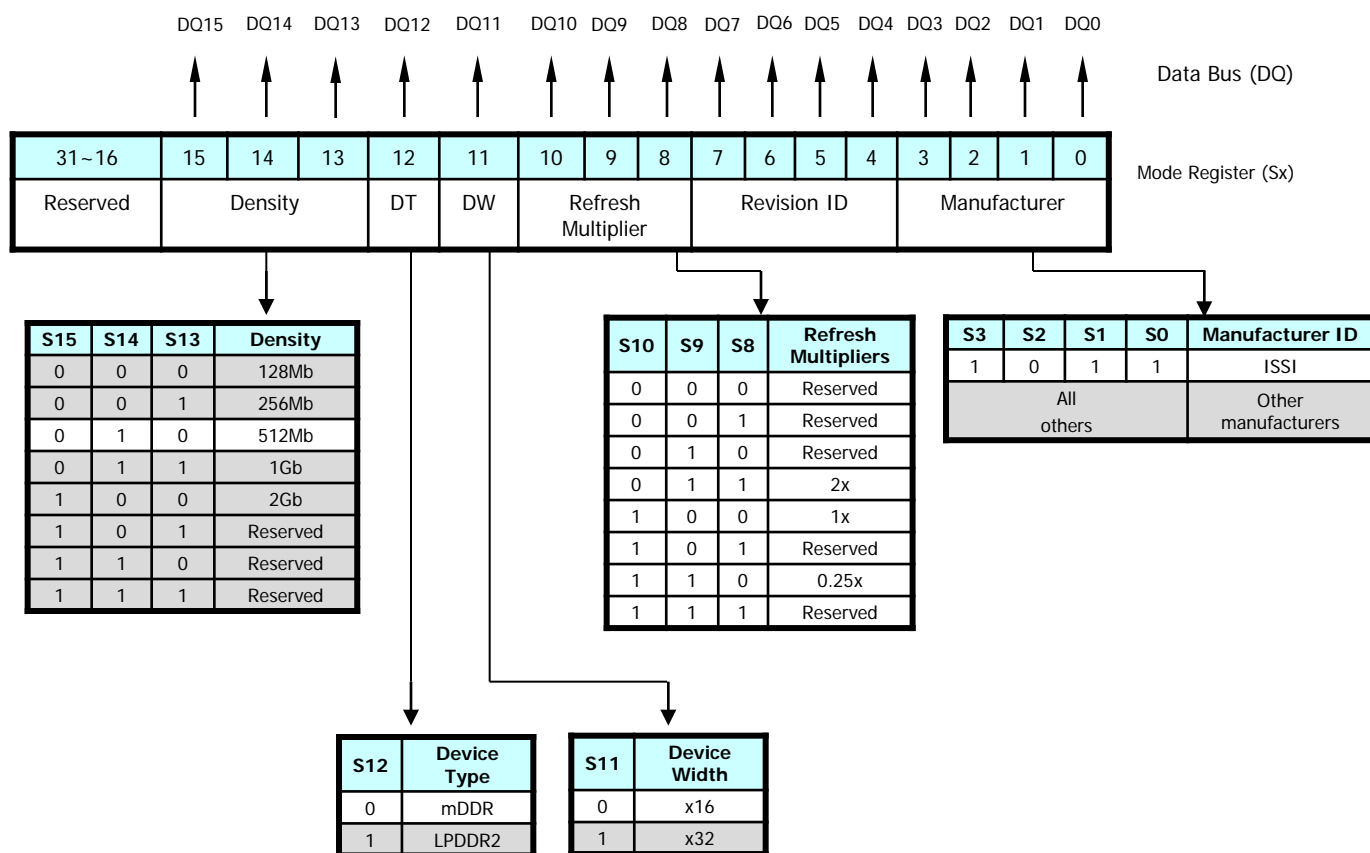 DQ15 DQ14 DQ13 DQ12 DQ11 DQ10 DQ9 DQ8 DQ7 DQ6 DQ5 DQ4 DQ3 DQ2 DQ1 DQ0
Data Bus (DQ)
31~16 15 14 13 12 11 10 9 8 7 6 5 4 3 2 1 0
Mode Register (Sx)
Reserved Density DT DW Refresh Revision ID Manufacturer
Multiplier
S15 S14 S13 Density
0 0 0 128Mb
0 0 1 256Mb
0 1 0 512Mb
0 1 1 1Gb
1 0 0 2Gb
1 0 1 Reserved
1 1 0 Reserved
1 1 1 Reserved
S10 S9 S8 Refresh
Multipliers
0 0 0 Reserved
0 0 1 Reserved
0 1 0 Reserved
0 1 1 2x
1 0 0 1x
1 0 1 Reserved
1 1 0 0.25x
1 1 1 Reserved
S3 S2 S1 S0 Manufacturer ID
1 0 1 1 ISSI
All Other
others manufacturers
S12 Device
Type
0 mDDR
1 LPDDR2
S11 Device
Width
0 x16
1 x32